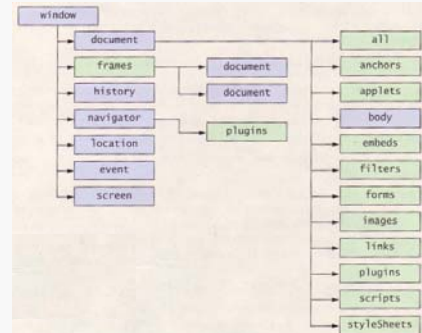 window
document
all
frames
document
anchors
history
document
applets
navigator
plugins
body
location
embeds
event
filters
screen
forms
images
links
plugins
scripts
styleSheets